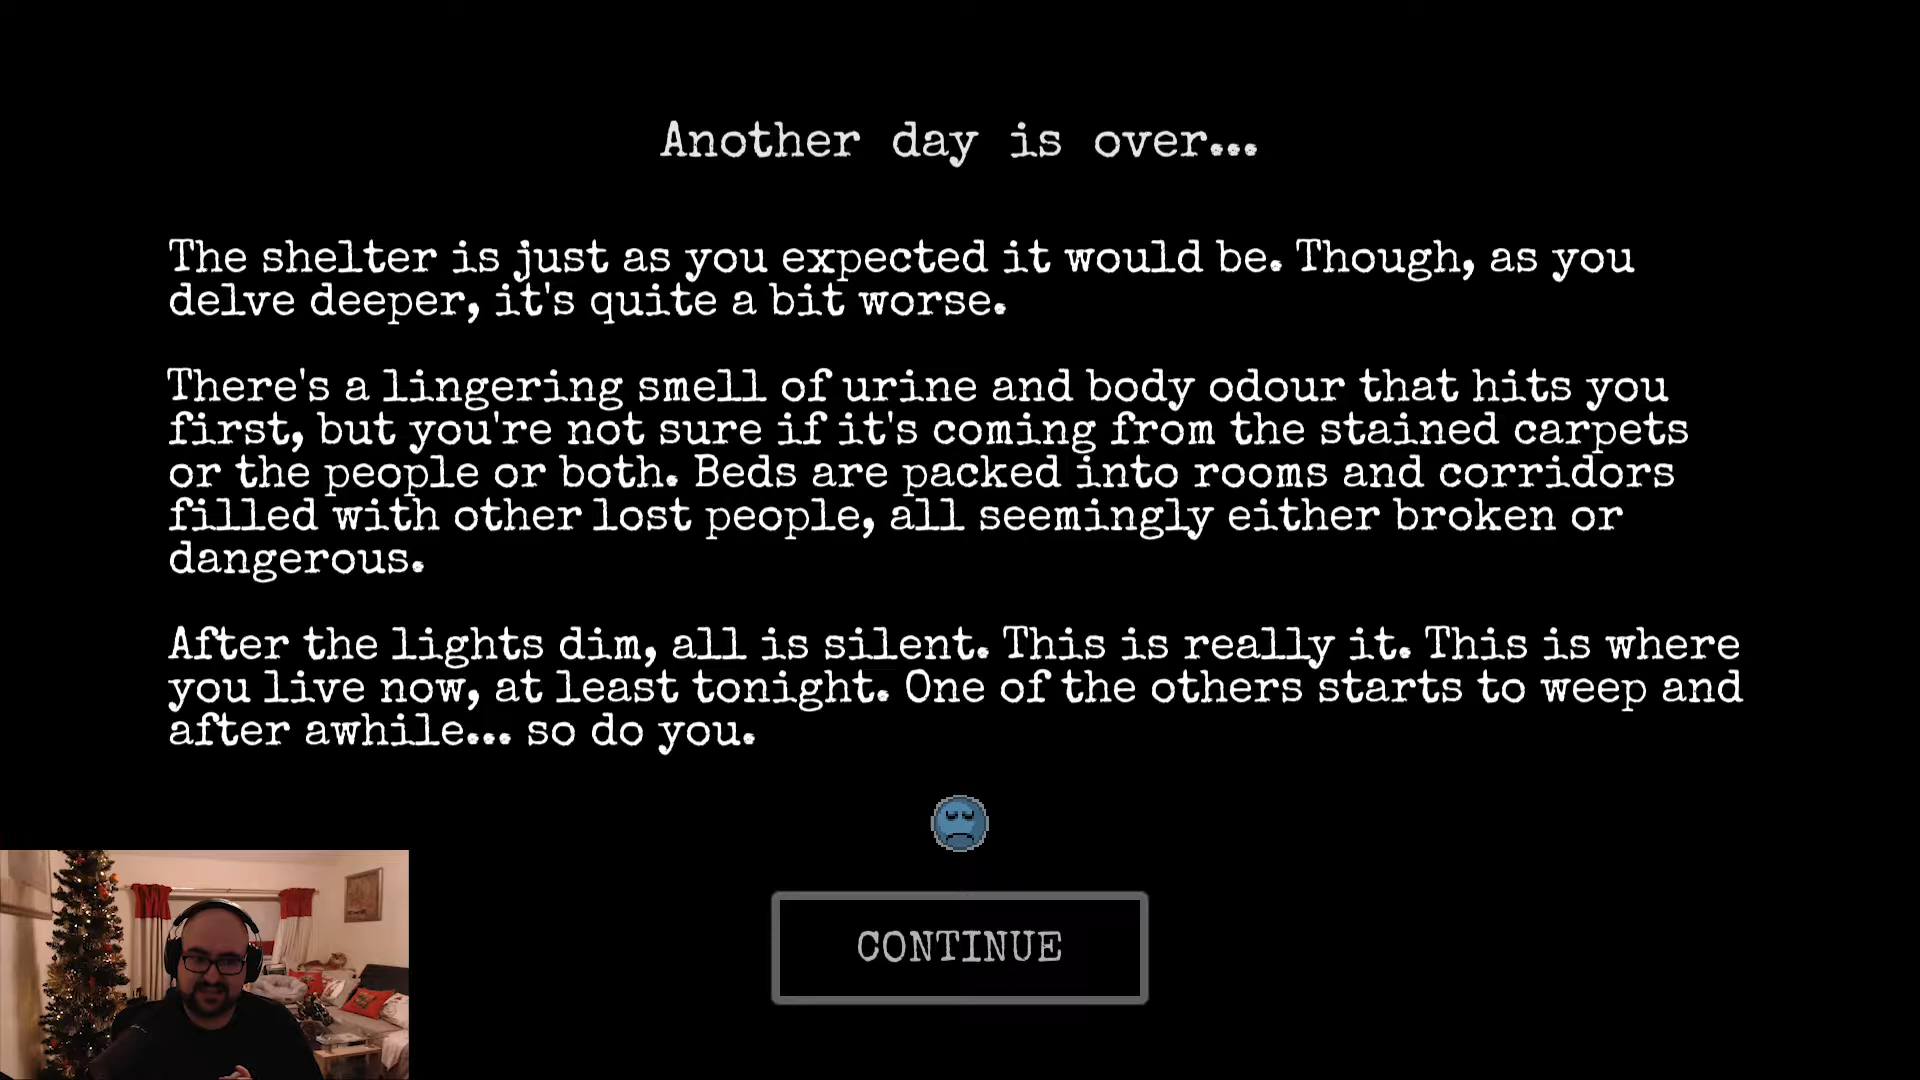 Another day is over...
The shelter is just as you expected it would be. Though, as you
delve deeper, it's quite a bit worse.
There's a lingering smell of urine and body odour that hits you
first, but you're not sure if it's coming from the stained carpets
or the people or both. Beds are packed into rooms and corridors
filled with other lost people, all seemingly either broken or
dangerous.
After the lights dim, all is silent. This is really it. This is where
you live now, at least tonight. One of the others starts to weep and
after awhile... so do you.
CONTINUE